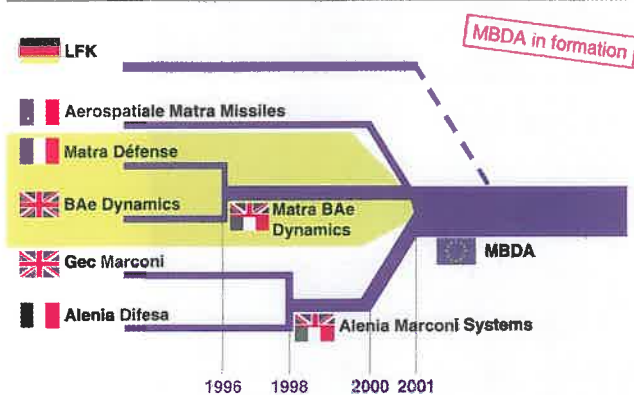 MBDA in formation
LFK
Aerospatiale Matra Missiles
Matra Défense
BAe Dynamics
Matra BAe
Dynamics
Gec Marconi
MBDA
Alenia Difesa
Alenia Marconi Systems
1996
1998
2000
2001